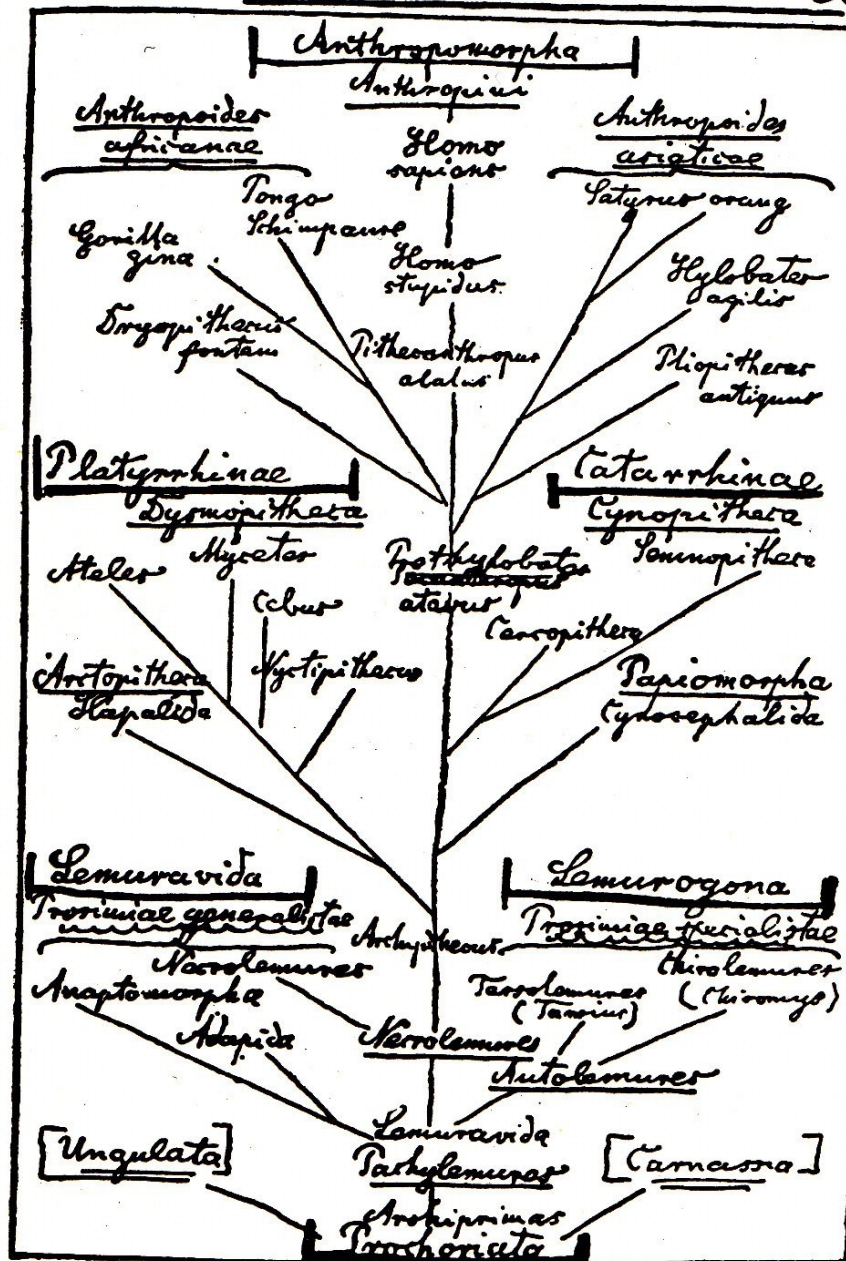 Anthropomorpha
Anthropini
Anthropoides
africanae
Homo
sapiens
Anthropoides
asiaticae
Pongo
Schimpanse
Satyrus orang
Gorilla
gina
Homo
stupidus
Hylobates
agilis
Dryopithecus
fontani
Pithecanthropus
alalus
Pliopithecus
antiquus
Platyrrhinae
Catarrhinae
Dysmopitheca
Cynopitheca
Ateles
Mycetes
Prothylobates
atavus
Semnopitheca
Cebus
Cercopitheca
Arctopitheca
Hapalida
Nyctipithecus
Papiomorpha
Cynocephalida
Lemuravida
Lemurogona
Prosimiae generalistae
Archipithecus
Prosimiae specialistae
Necrolemures
Anaptomorpha
Adapida
Tarsolemures
(Tarsius)
Chirolemures
(Chiromys)
Necrolemures
Autolemures
Lemuravida
Pachylemures
[Ungulata]
[Carnassia]
Archiprimas
Prochoriata